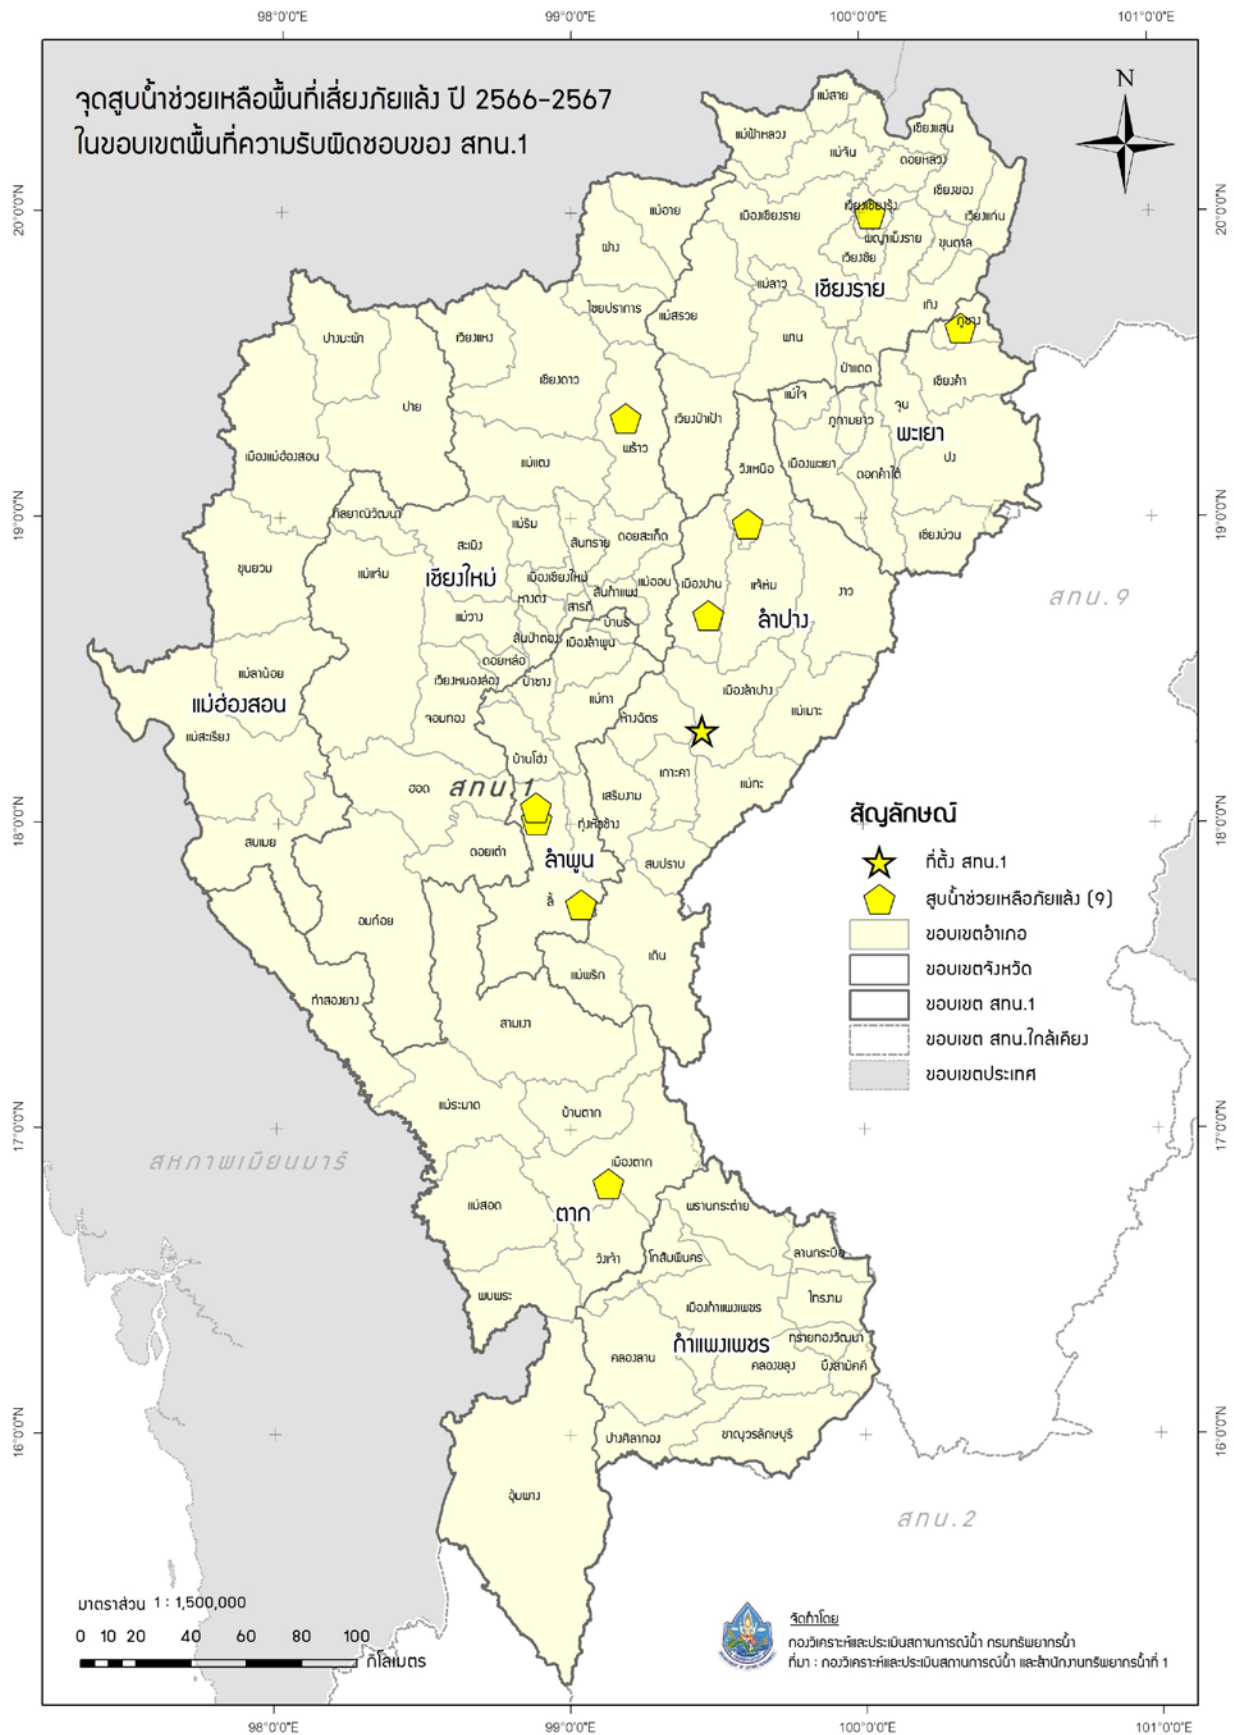 98°0'0"E 99°0'0"E 100°0'0"E 101°0'0"E
จุดสูบน้ำช่วยเหลือพื้นที่เสี่ยงภัยแล้ง ปี 2566-2567
ในขอบเขตพื้นที่ความรับผิดชอบของ สทน.1
N
แม่สาย
เชียงแสน
แม่ฟ้าหลวง
แม่จัน
ดอยหลวง
เชียงของ
20°0'0"N
20°0'0"N
แม่อาย
เมืองเชียงราย
เวียงเชียงรุ้ง
เวียงแก่น
พญาเม็งราย
ขุนตาล
ฝาง
เวียงชัย
แม่ลาว
เชียงราย
ไชยปราการ
แม่สรวย
เทิง
ภูซาง
ปางมะผ้า
เวียงแหง
พาน
ป่าแดด
เชียงดาว
เชียงคำ
ปาย
แม่ใจ
จุน
เวียงป่าเป้า
ภูกามยาว
พะเยา
พร้าว
เมืองแม่ฮ่องสอน
แม่แตง
วังเหนือ
เมืองพะเยา
ปง
ดอกคำใต้
19°0'0"N
19°0'0"N
กัลยาณิวัฒนา
แม่ริม
สันทราย
ดอยสะเก็ด
เชียงม่วน
สะเมิง
ขุนยวม
แม่แจ่ม
เชียงใหม่
เมืองเชียงใหม่
แม่ออน
เมืองปาน
แจ้ห่ม
งาว
หางดง
สันกำแพง
สทน.9
สารภี
แม่วาง
บ้านธิ
ลำปาง
สันป่าตอง
เมืองลำพูน
ดอยหล่อ
แม่ลาน้อย
เวียงหนองล่อง
ป่าซาง
เมืองลำปาง
แม่ฮ่องสอน
แม่ทา
แม่เมาะ
จอมทอง
ห้างฉัตร
แม่สะเรียง
บ้านโฮ่ง
เกาะคา
แม่ทะ
ฮอด
สทน.1
เสริมงาม
18°0'0"N
18°0'0"N
สัญลักษณ์
ทุ่งหัวช้าง
สบเมย
ดอยเต่า
ลำพูน
สบปราบ
ที่ตั้ง สทน.1
สูบน้ำช่วยเหลือภัยแล้ง (9)
ลี้
อมก๋อย
ขอบเขตอำเภอ
เถิน
ขอบเขตจังหวัด
แม่พริก
ท่าสองยาง
ขอบเขต สทน.1
สามเงา
ขอบเขต สทน.ใกล้เคียง
ขอบเขตประเทศ
แม่ระมาด
บ้านตาก
17°0'0"N
17°0'0"N
สหภาพเมียนมาร์
เมืองตาก
แม่สอด
พรานกระต่าย
ตาก
ลานกระบือ
วังเจ้า
โกสัมพีนคร
พบพระ
ไทรงาม
เมืองกำแพงเพชร
ทรายทองวัฒนา
กำแพงเพชร
คลองลาน
คลองขลุง
บึงสามัคคี
16°0'0"N
16°0'0"N
ปางศิลาทอง
ขาณุวรลักษบุรี
อุ้มผาง
สทน.2
มาตราส่วน 1 : 1,500,000
0 10 20 40 60 80 100
กิโลเมตร
จัดทำโดย
กองวิเคราะห์และประเมินสถานการณ์น้ำ กรมทรัพยากรน้ำ
ที่มา : กองวิเคราะห์และประเมินสถานการณ์น้ำ และสำนักงานทรัพยากรน้ำที่ 1
98°0'0"E 99°0'0"E 100°0'0"E 101°0'0"E